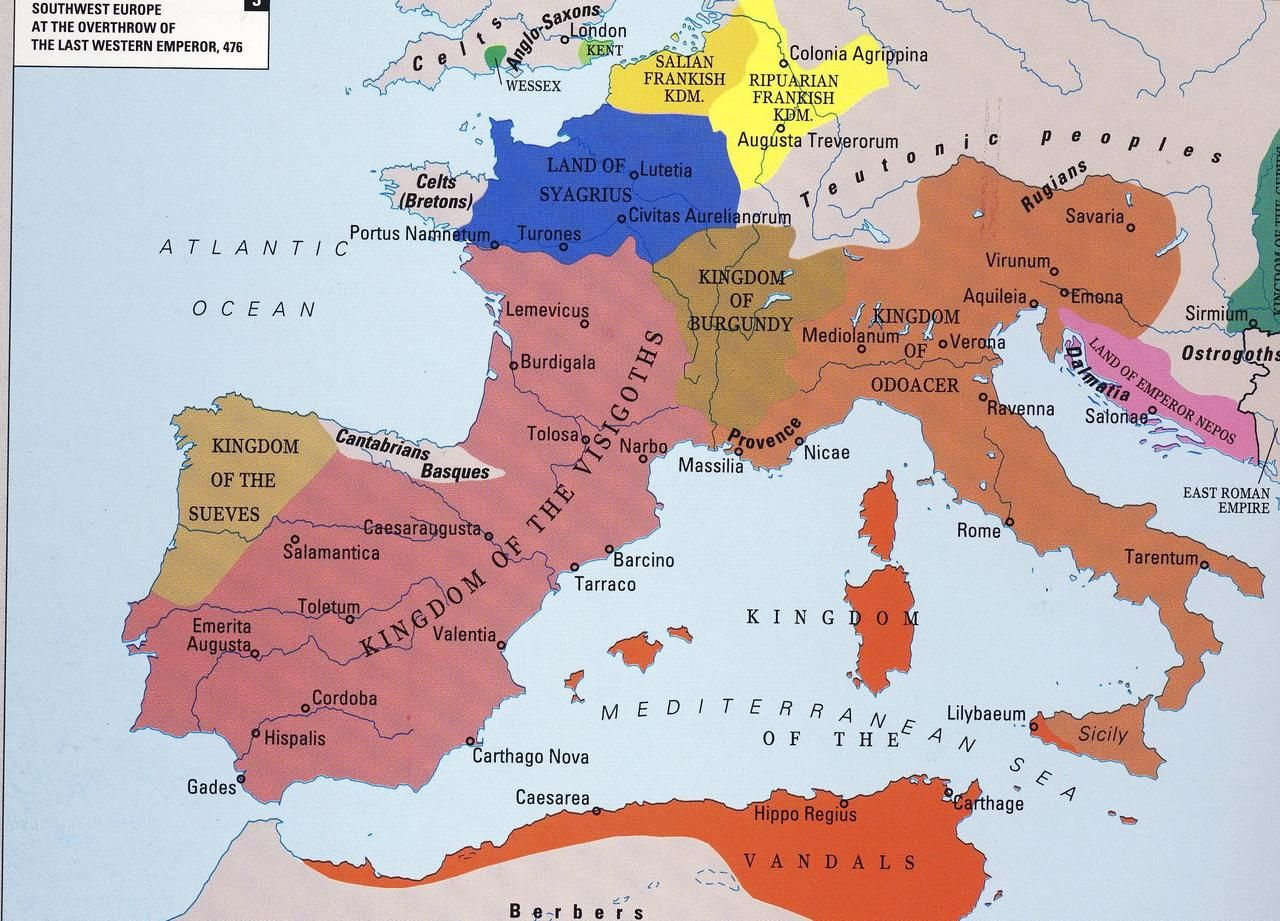 3
SOUTHWEST EUROPE
AT THE OVERTHROW OF
THE LAST WESTERN EMPEROR, 476
Celts
Anglo-Saxons
London
KENT
WESSEX
SALIAN
FRANKISH
KDM.
Colonia Agrippina
RIPUARIAN
FRANKISH
KDM.
Augusta Treverorum
Teutonic peoples
LAND OF
SYAGRIUS
Lutetia
Celts
(Bretons)
Civitas Aurelianorum
Portus Namnetum
Turones
Rugians
Savaria
ATLANTIC
OCEAN
KINGDOM
OF
BURGUNDY
Virunum
Aquileia
Emona
Sirmium
Lemevicus
Mediolanum
Verona
KINGDOM
OF
ODOACER
Ostrogoths
Burdigala
Dalmatia
LAND OF EMPEROR NEPOS
Salonae
Ravenna
KINGDOM
OF THE
SUEVES
Cantabrians
Basques
Tolosa
Narbo
Provence
Massilia
Nicae
EAST ROMAN
EMPIRE
KINGDOM OF THE VISIGOTHS
Caesaraugusta
Salamantica
Barcino
Tarraco
Rome
Tarentum
Toletum
Emerita
Augusta
Valentia
KINGDOM
OF THE
VANDALS
MEDITERRANEAN SEA
Cordoba
Hispalis
Carthago Nova
Gades
Lilybaeum
Sicily
Caesarea
Hippo Regius
Carthage
Berbers